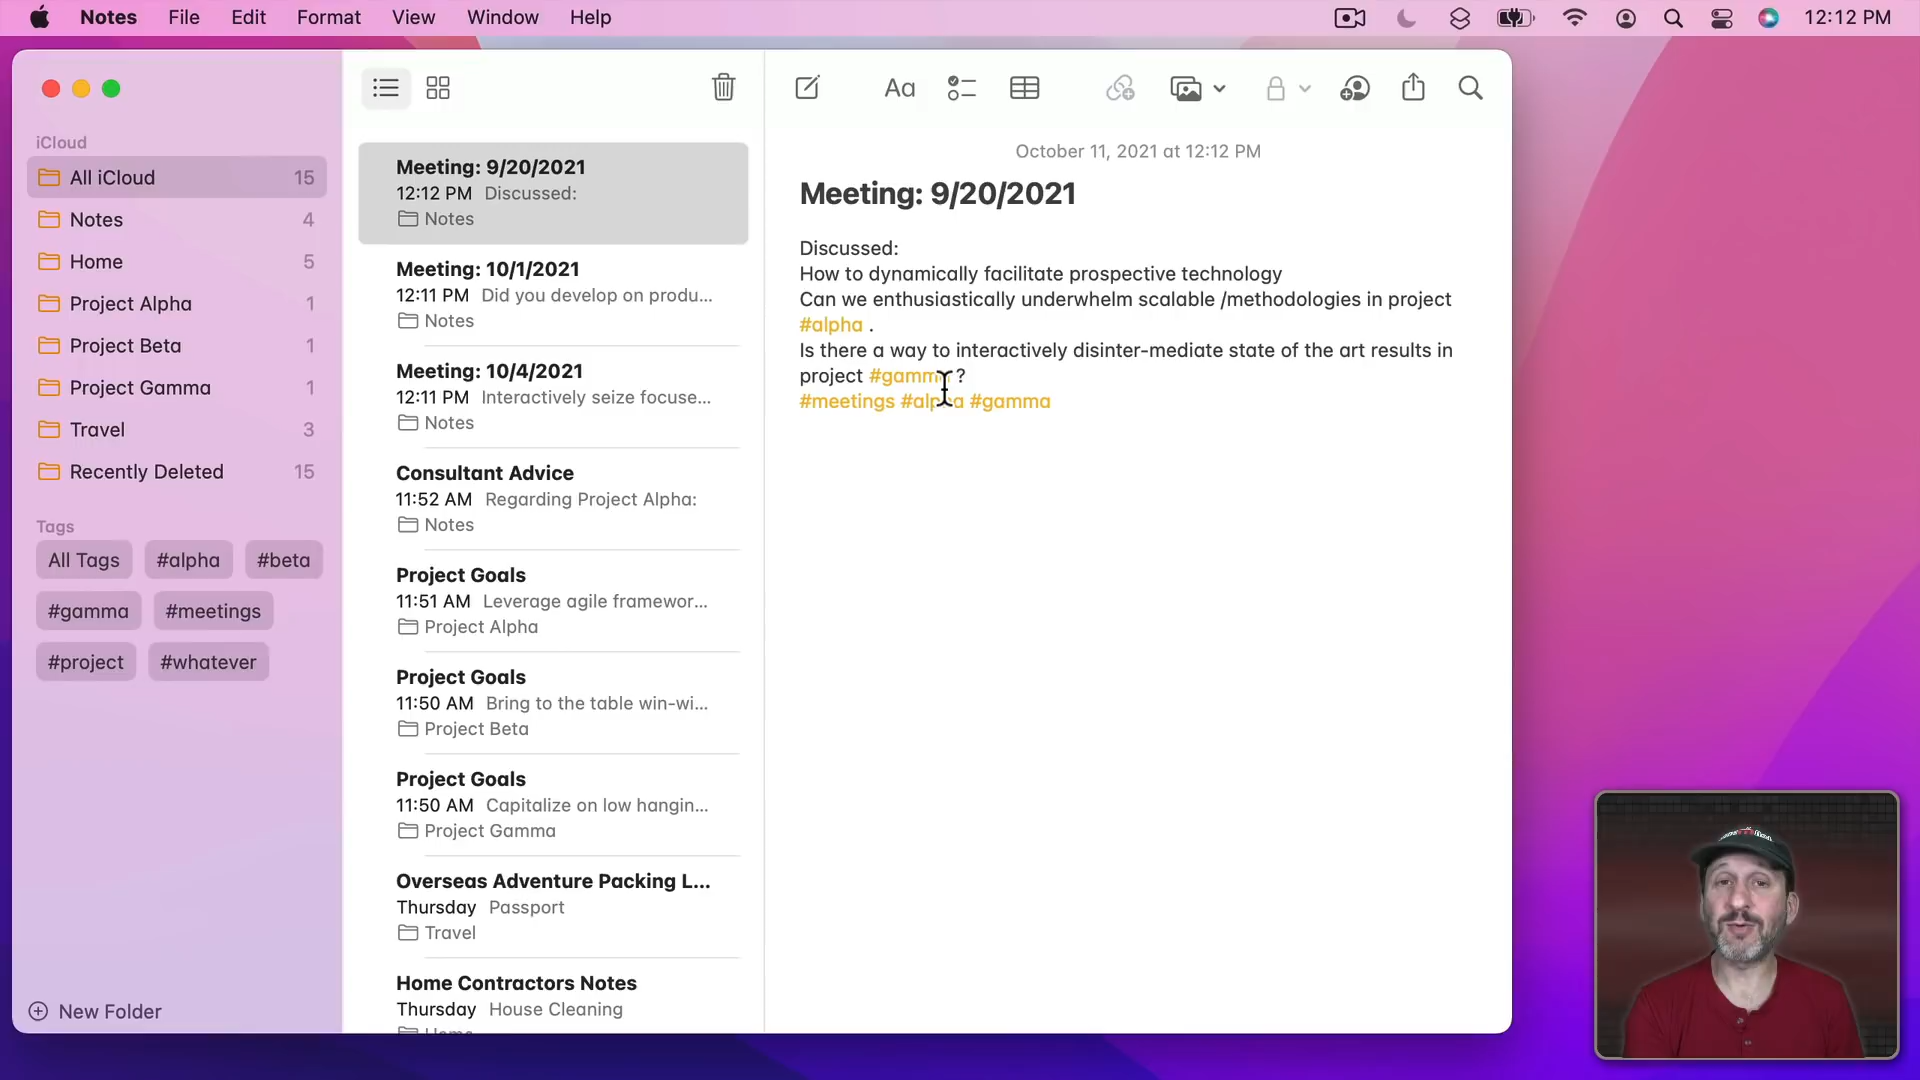 Notes File Edit Format View Window Help 12:12 PM
iCloud
All iCloud 15
Notes 4
Home 5
Project Alpha 1
Project Beta 1
Project Gamma 1
Travel 3
Recently Deleted 15
Tags
All Tags #alpha #beta
#gamma #meetings
#project #whatever
New Folder
Meeting: 9/20/2021
12:12 PM Discussed:
Notes
Meeting: 10/1/2021
12:11 PM Did you develop on produ...
Notes
Meeting: 10/4/2021
12:11 PM Interactively seize focuse...
Notes
Consultant Advice
11:52 AM Regarding Project Alpha:
Notes
Project Goals
11:51 AM Leverage agile framewor...
Project Alpha
Project Goals
11:50 AM Bring to the table win-wi...
Project Beta
Project Goals
11:50 AM Capitalize on low hangin...
Project Gamma
Overseas Adventure Packing L...
Thursday Passport
Travel
Home Contractors Notes
Thursday House Cleaning
Home
Aa
October 11, 2021 at 12:12 PM
Meeting: 9/20/2021
Discussed:
How to dynamically facilitate prospective technology
Can we enthusiastically underwhelm scalable /methodologies in project
#alpha .
Is there a way to interactively disinter-mediate state of the art results in
project #gamma ?
#meetings #alpha #gamma